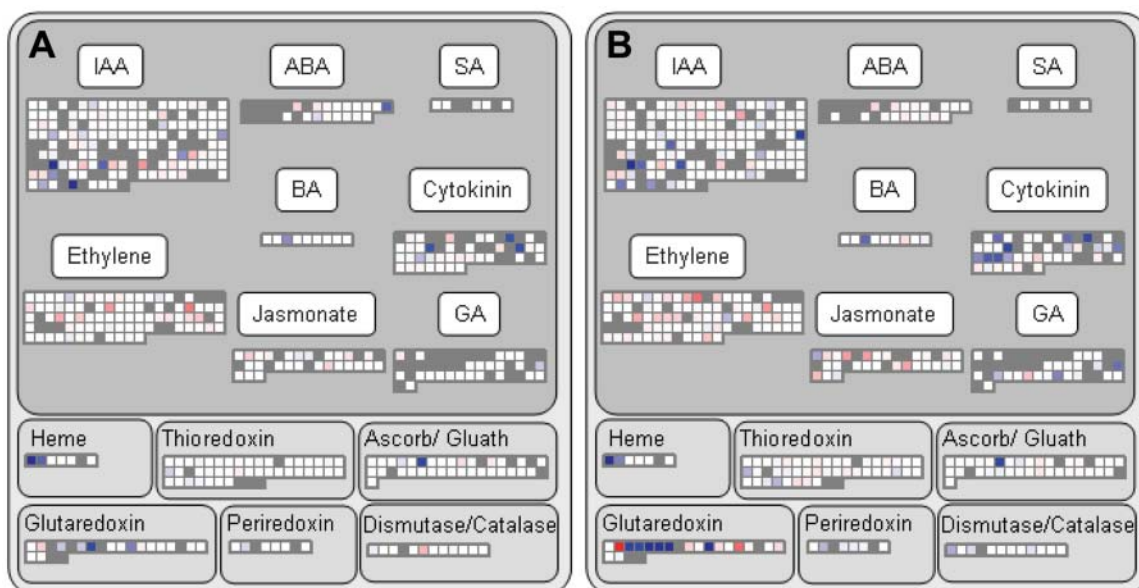 A
IAA
ABA
SA
BA
Cytokinin
Ethylene
Jasmonate
GA
Heme
Thioredoxin
Ascorb/ Gluath
Glutaredoxin
Periredoxin
Dismutase/Catalase
B
IAA
ABA
SA
BA
Cytokinin
Ethylene
Jasmonate
GA
Heme
Thioredoxin
Ascorb/ Gluath
Glutaredoxin
Periredoxin
Dismutase/Catalase